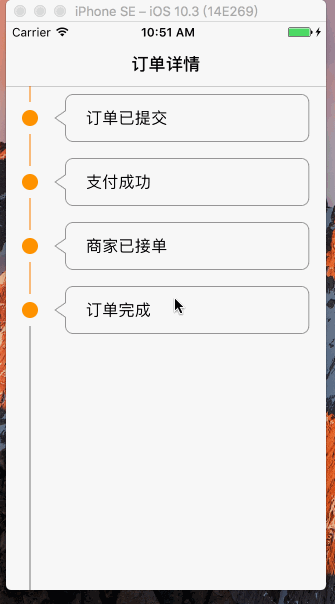 iPhone SE – iOS 10.3 (14E269)
Carrier 10:51 AM
订单详情
订单已提交
支付成功
商家已接单
订单完成